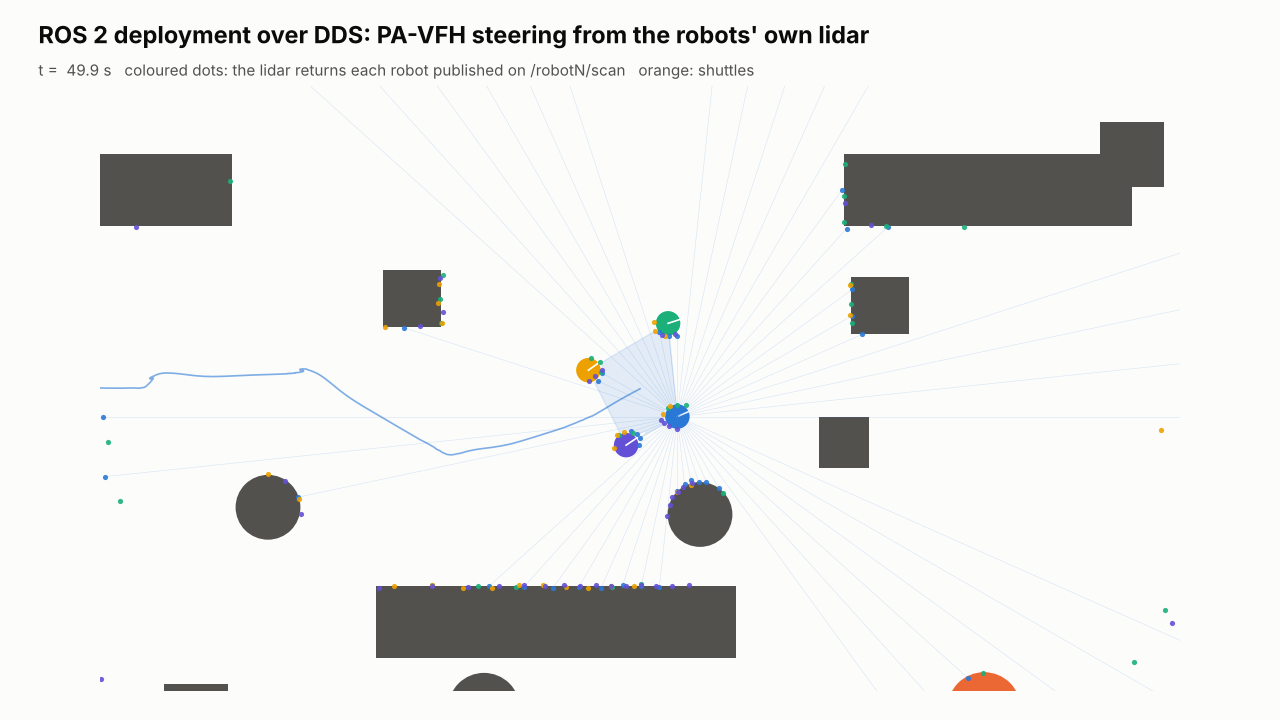 ROS 2 deployment over DDS: PA-VFH steering from the robots' own lidar
t =  49.9 s   coloured dots: the lidar returns each robot published on /robotN/scan   orange: shuttles